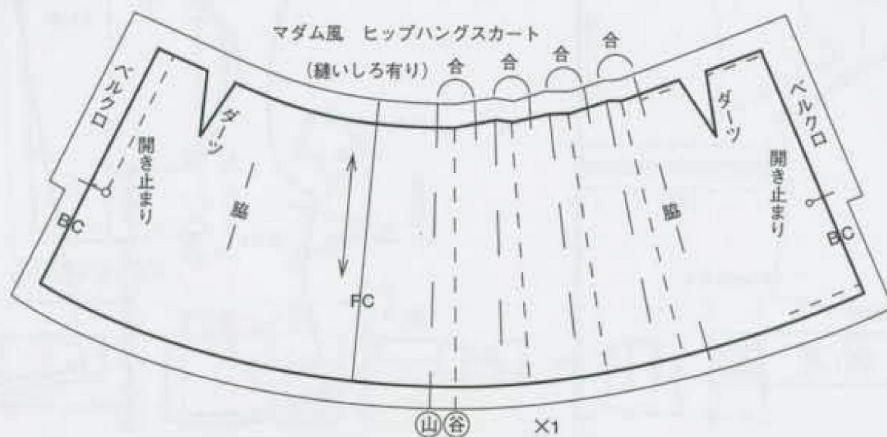 マダム風 ヒップハングスカート
(縫いしろ有り)
合
合
合
合
ベルクロ
ダーツ
開き止まり
脇
BC
FC
脇
ダーツ
ベルクロ
開き止まり
BC
山
谷
×1